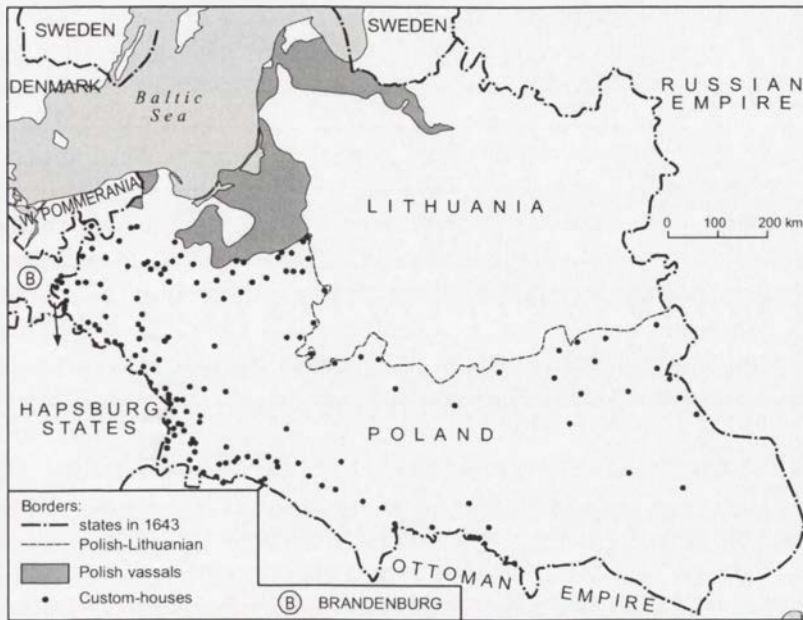 SWEDEN
SWEDEN
DENMARK
Baltic
Sea
RUSSIAN
EMPIRE
W. POMMERANIA
LITHUANIA
0 100 200 km
B
HAPSBURG
STATES
POLAND
OTTOMAN EMPIRE
Borders:
states in 1643
Polish-Lithuanian
Polish vassals
Custom-houses
B BRANDENBURG